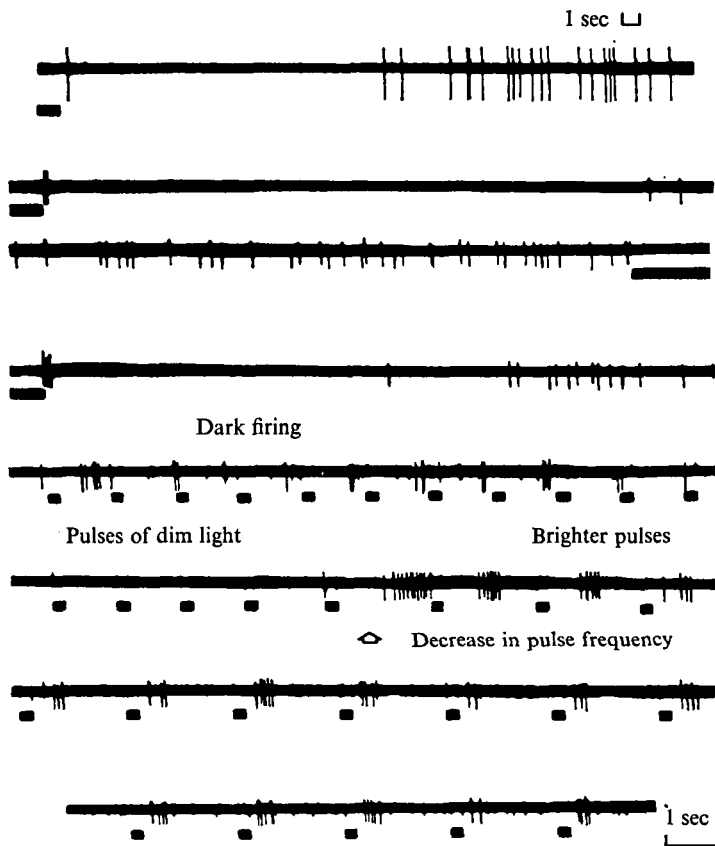 1 sec
Dark firing
Pulses of dim light
Brighter pulses
Decrease in pulse frequency
1 sec